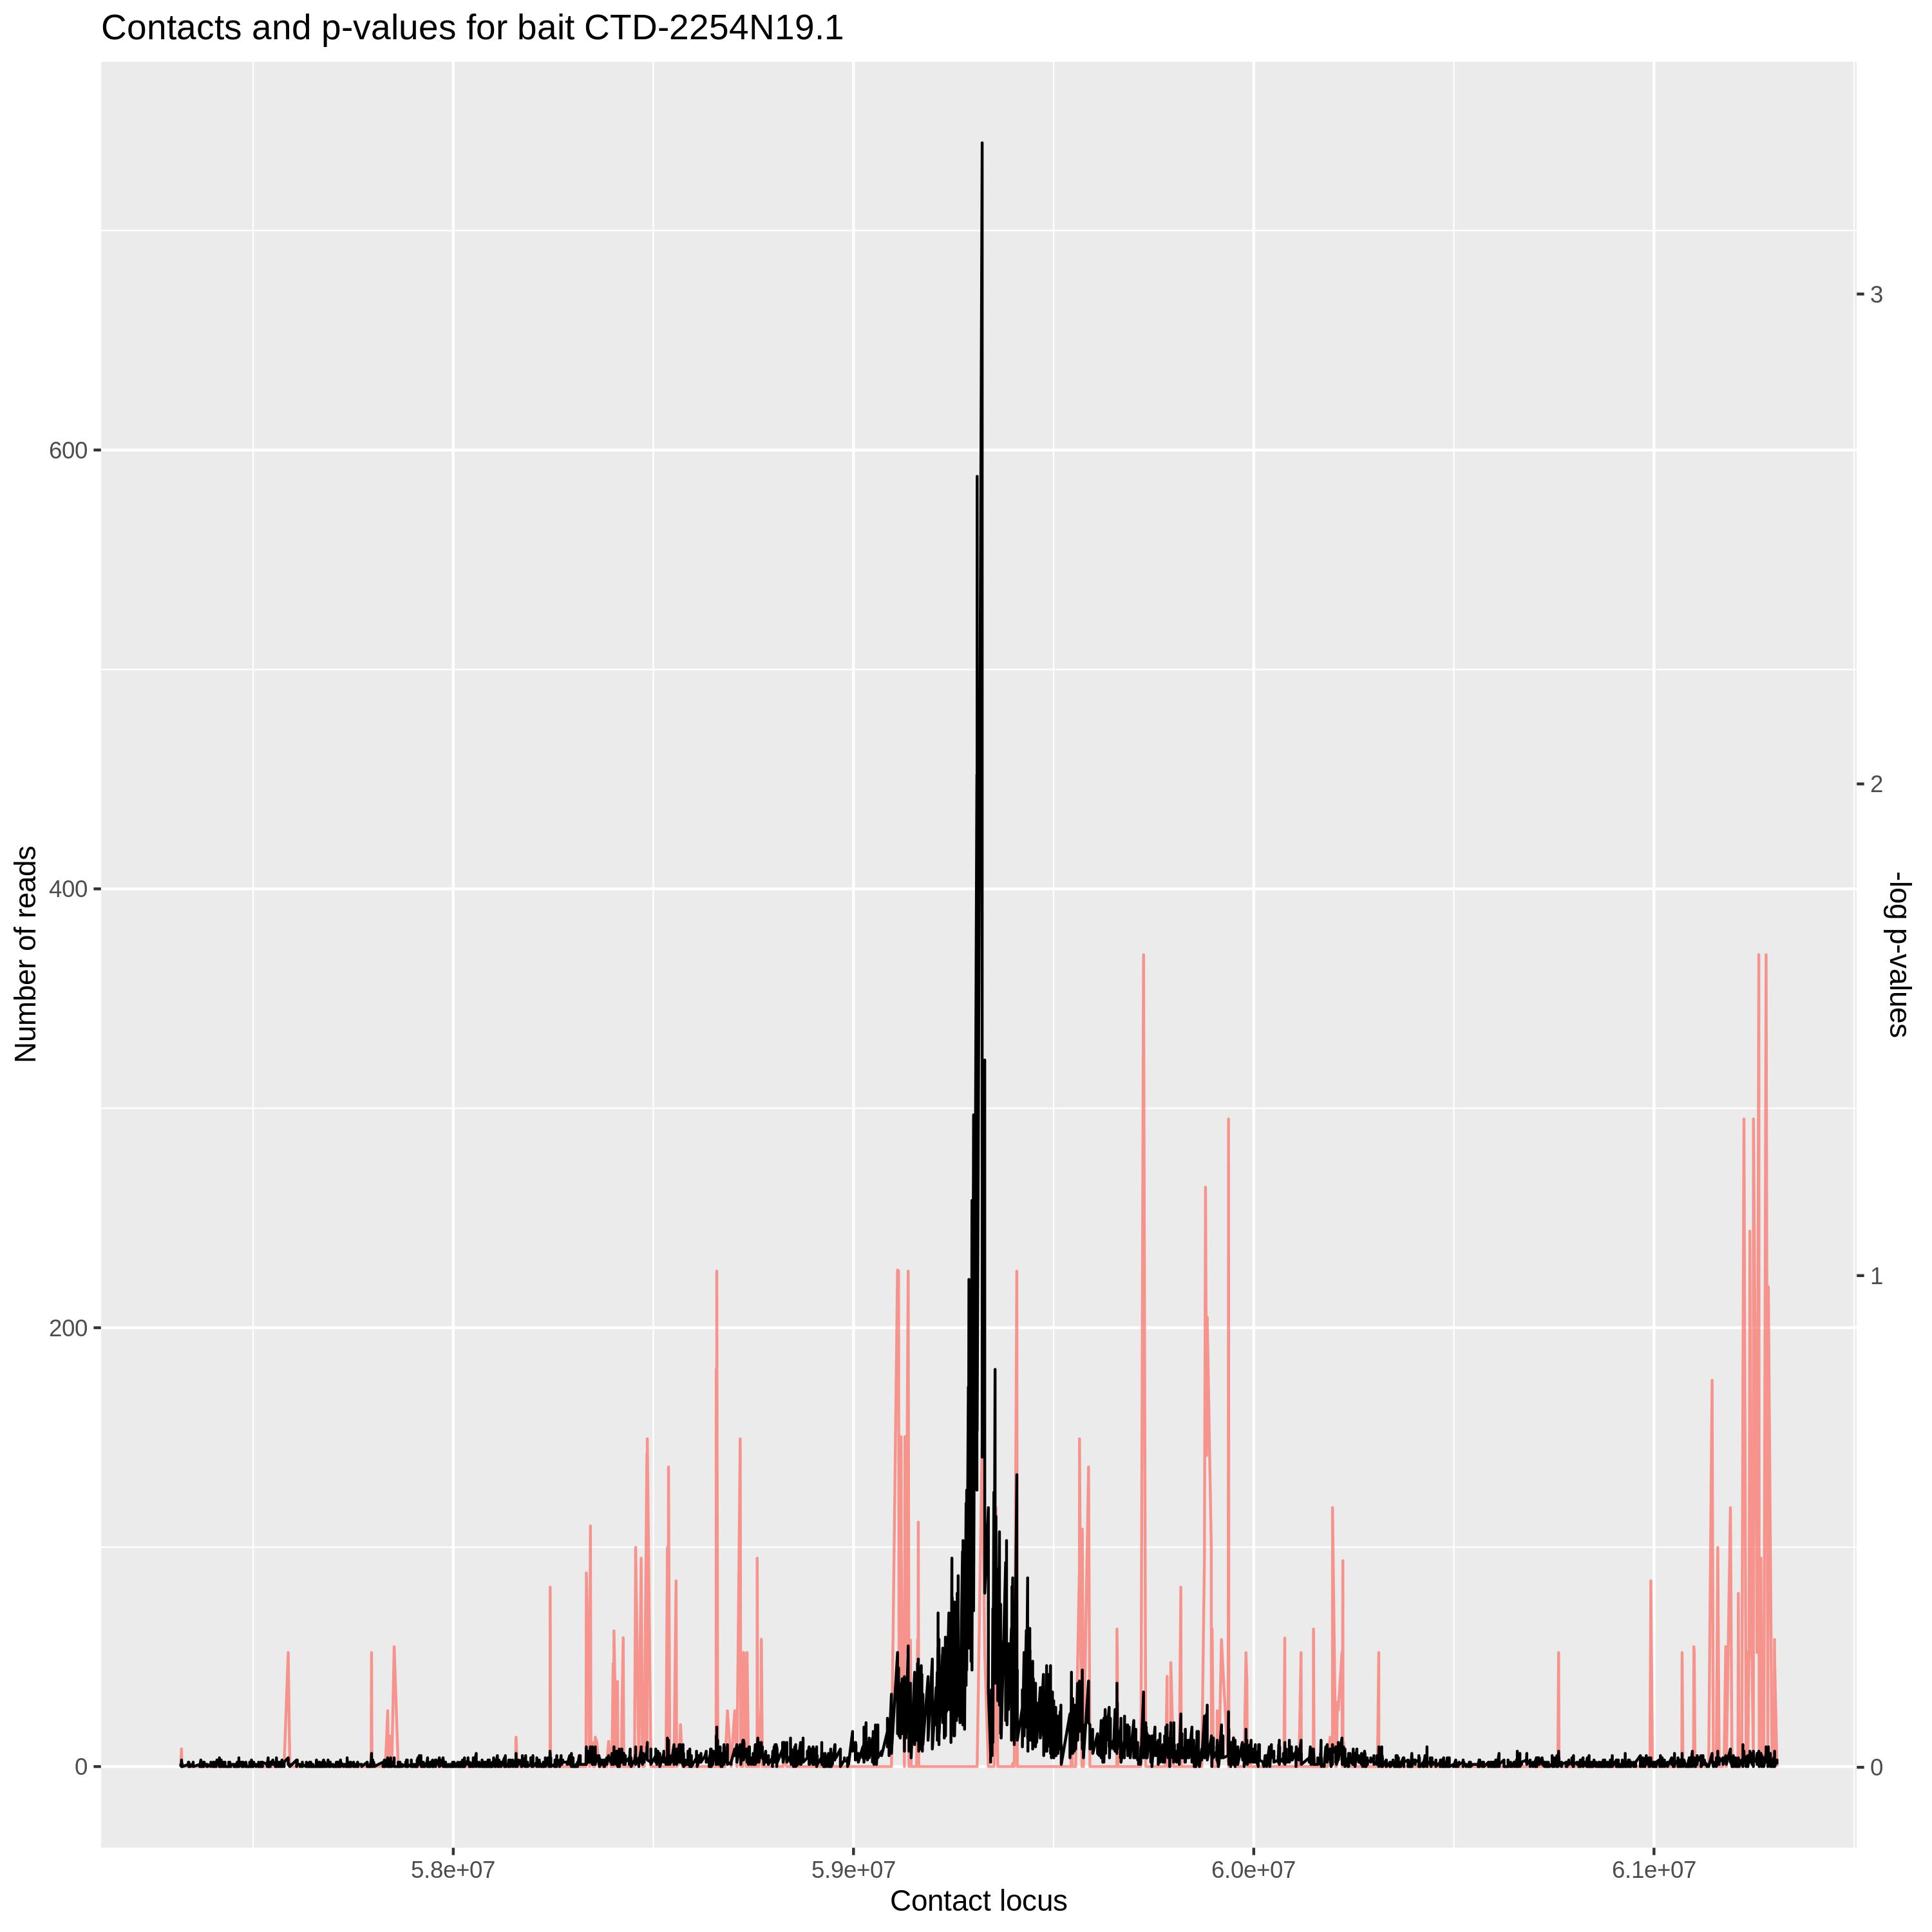 Contacts and p-values for bait CTD-2254N19.1
600
400
200
0
Number of reads
3
2
1
0
-log p-values
5.8e+07
5.9e+07
6.0e+07
6.1e+07
Contact locus